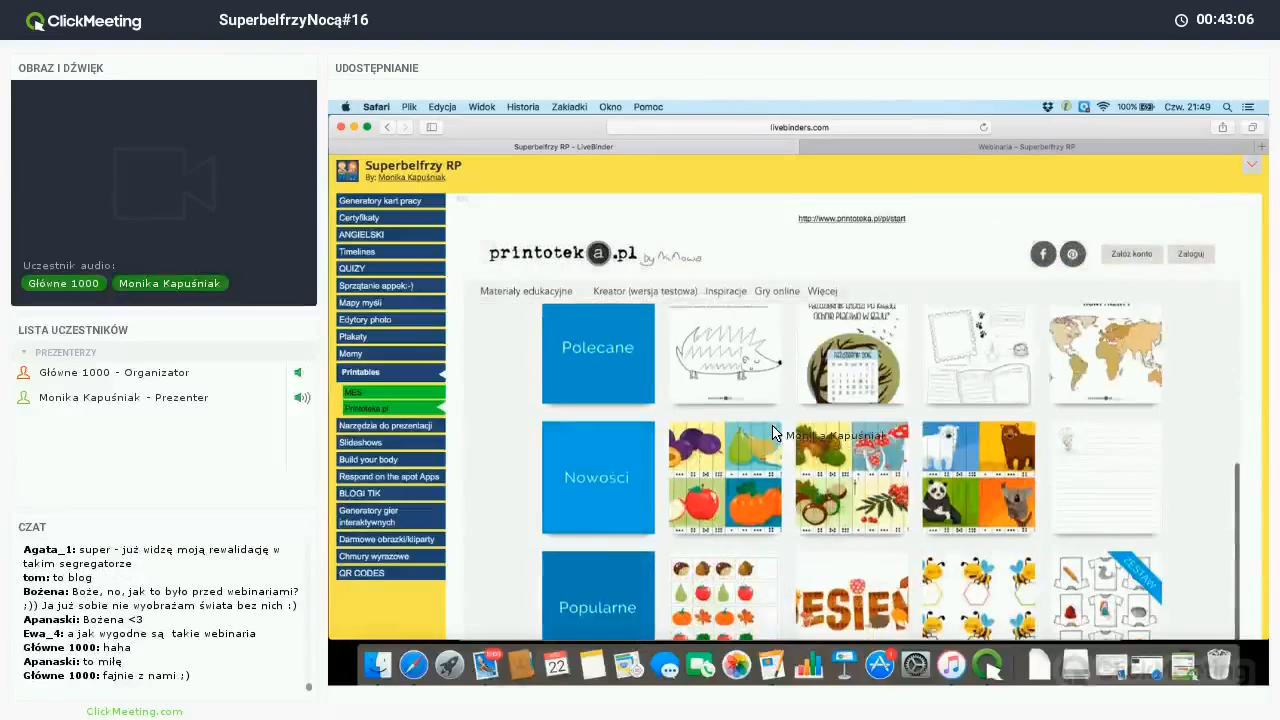 ClickMeeting
SuperbelfrzyNocą#16
00:43:06
OBRAZ I DŹWIĘK
Uczestnik audio:
Główne 1000
Monika Kapuśniak
LISTA UCZESTNIKÓW
PREZENTERZY
Główne 1000 - Organizator
Monika Kapuśniak - Prezenter
CZAT
Agata_1: super - już widzę moją rewalidację w
takim segregatorze
tom: to blog
Bożena: Boże, no, jak to było przed webinariami?
;)) Ja już sobie nie wyobrażam świata bez nich :)
Apanaski: Bożena <3
Ewa_4: a jak wygodne są takie webinaria
Główne 1000: haha
Apanaski: to miłę
Główne 1000: fajnie z nami ;)
ClickMeeting.com
UDOSTĘPNIANIE
Safari Plik Edycja Widok Historia Zakładki Okno Pomoc
100% Czw. 21:49
livebinders.com
Superbelfrzy RP - LiveBinder
Webinaria – Superbelfrzy RP
Superbelfrzy RP
By: Monika Kapuśniak
Generatory kart pracy
Certyfikaty
ANGIELSKI
Timelines
QUIZY
Sprzątanie appek:-)
Mapy myśli
Edytory photo
Plakaty
Memy
Printables
MES
Printoteka.pl
Narzędzia do prezentacji
Slideshows
Build your body
Respond on the spot Apps
BLOGI TIK
Generatory gier
interaktywnych
Darmowe obrazki/kliparty
Chmury wyrazowe
QR CODES
http://www.printoteka.pl/pl/start
printoteka.pl
Załóż konto
Zaloguj
Materiały edukacyjne
Kreator (wersja testowa)
Inspiracje
Gry online
Więcej
Polecane
Nowości
Monika Kapuśniak
Popularne
JESIEŃ
ZESTAW
22